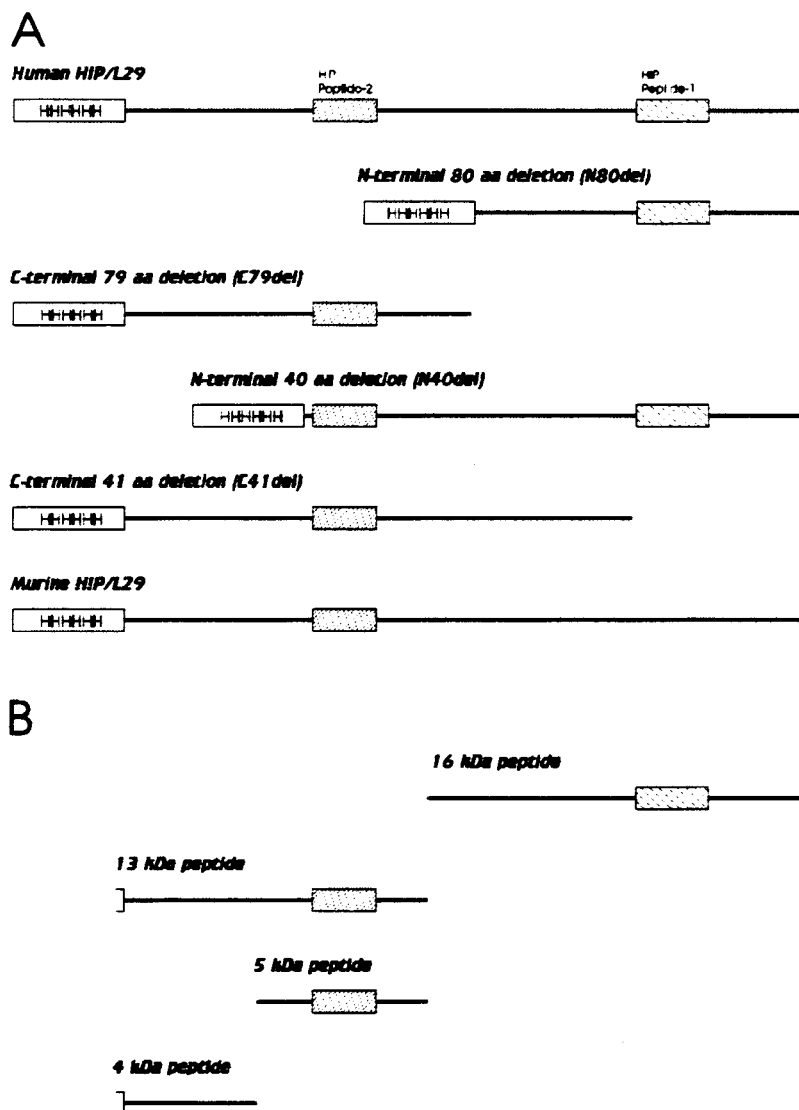 A
Human HIP/L29
HIP
Peptide-2
HIP
Peptide-1
HHHHHH
N-terminal 80 aa deletion (N80del)
HHHHHH
C-terminal 79 aa deletion (C79del)
HHHHHH
N-terminal 40 aa deletion (N40del)
HHHHHH
C-terminal 41 aa deletion (C41del)
HHHHHH
Murine HIP/L29
HHHHHH
B
16 kDa peptide
13 kDa peptide
5 kDa peptide
4 kDa peptide